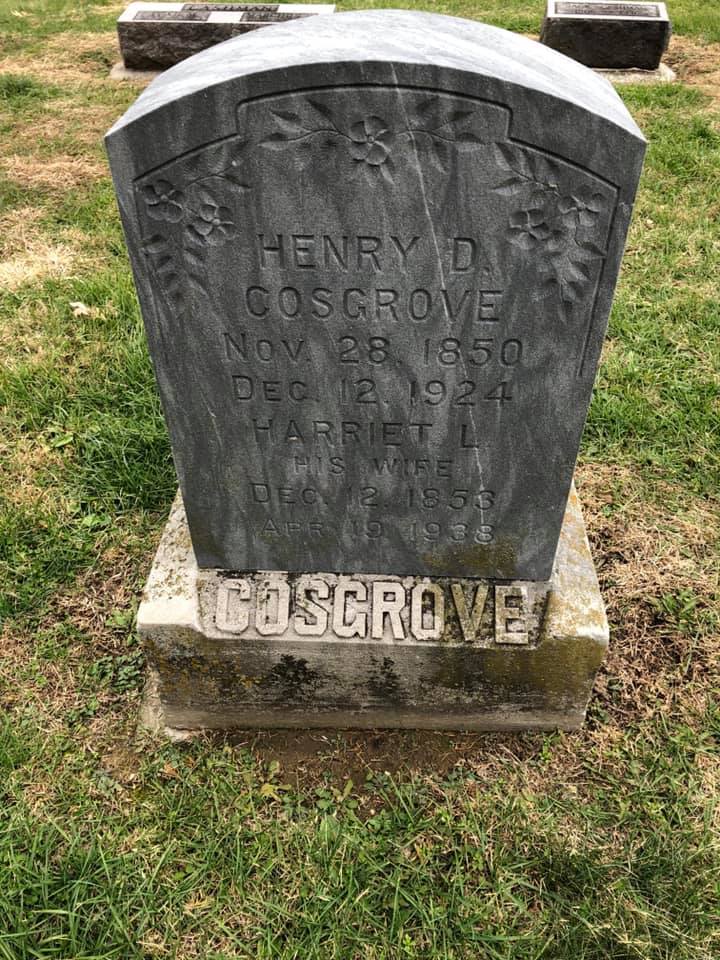 HENRY D.
COSGROVE
NOV. 28, 1850
DEC. 12, 1924
HARRIET L.
HIS WIFE
DEC. 12, 1853
APR. 19, 1938
COSGROVE